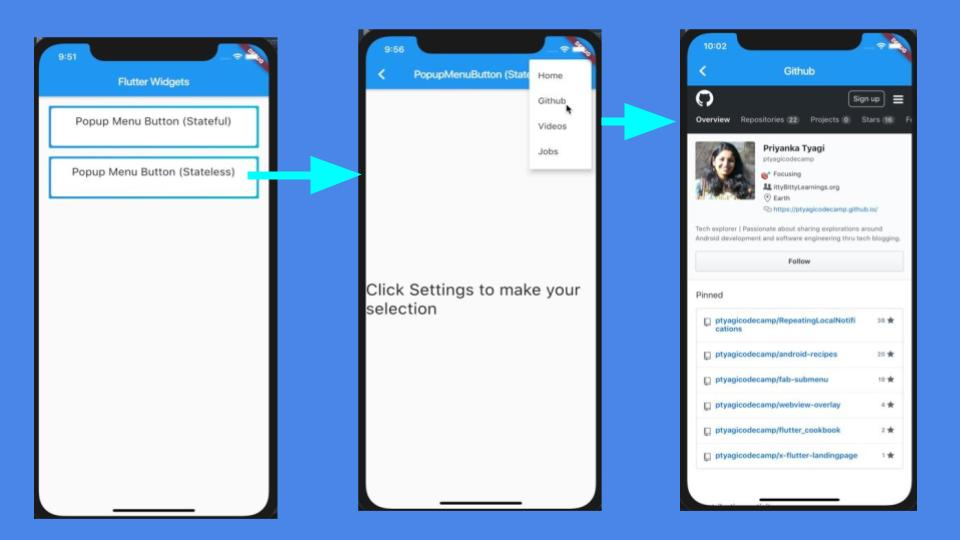 9:51
DEBUG
Flutter Widgets
Popup Menu Button (Stateful)
Popup Menu Button (Stateless)
9:56
PopupMenuButton (State
Home
Github
Videos
Jobs
Click Settings to make your
selection
10:02
Github
Sign up
Overview Repositories 22 Projects 0 Stars 16
Priyanka Tyagi
ptyagicodecamp
Focusing
IttyBittyLearnings.org
Earth
https://ptyagicodecamp.github.io/
Tech explorer | Passionate about sharing explorations around
Android development and software engineering thru tech blogging.
Follow
Pinned
ptyagicodecamp/RepeatingLocalNotifi
cations
ptyagicodecamp/android-recipes
20
ptyagicodecamp/fab-submenu
ptyagicodecamp/webview-overlay
4
ptyagicodecamp/flutter_cookbook
2
ptyagicodecamp/x-flutter-landingpage
1